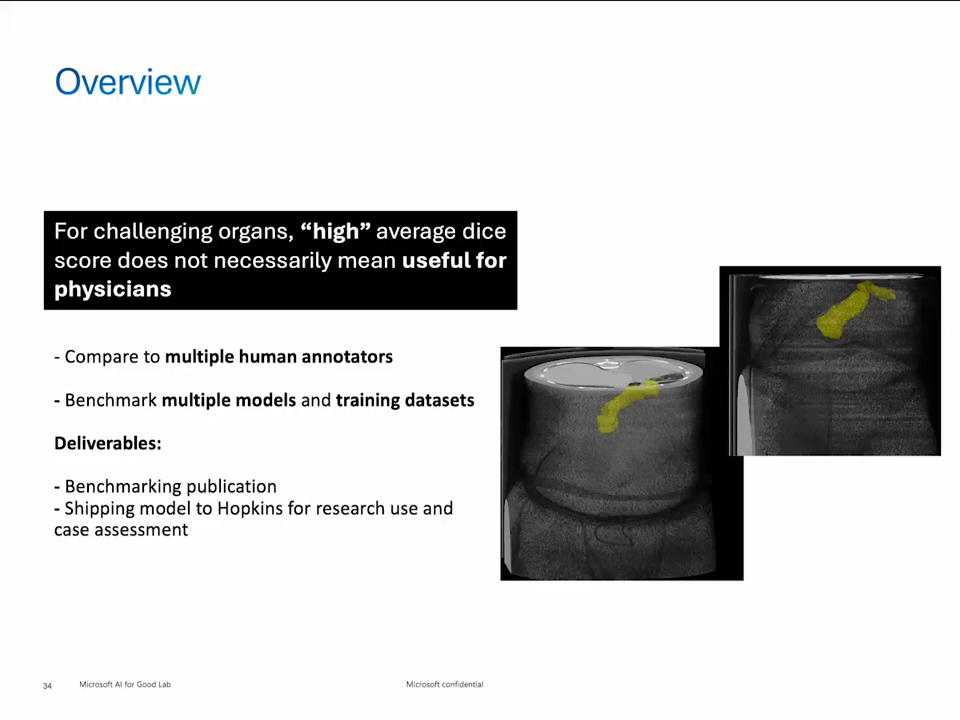 Overview
For challenging organs, “high” average dice
score does not necessarily mean useful for
physicians
- Compare to multiple human annotators
- Benchmark multiple models and training datasets
Deliverables:
- Benchmarking publication
- Shipping model to Hopkins for research use and
case assessment
34
Microsoft AI for Good Lab
Microsoft confidential